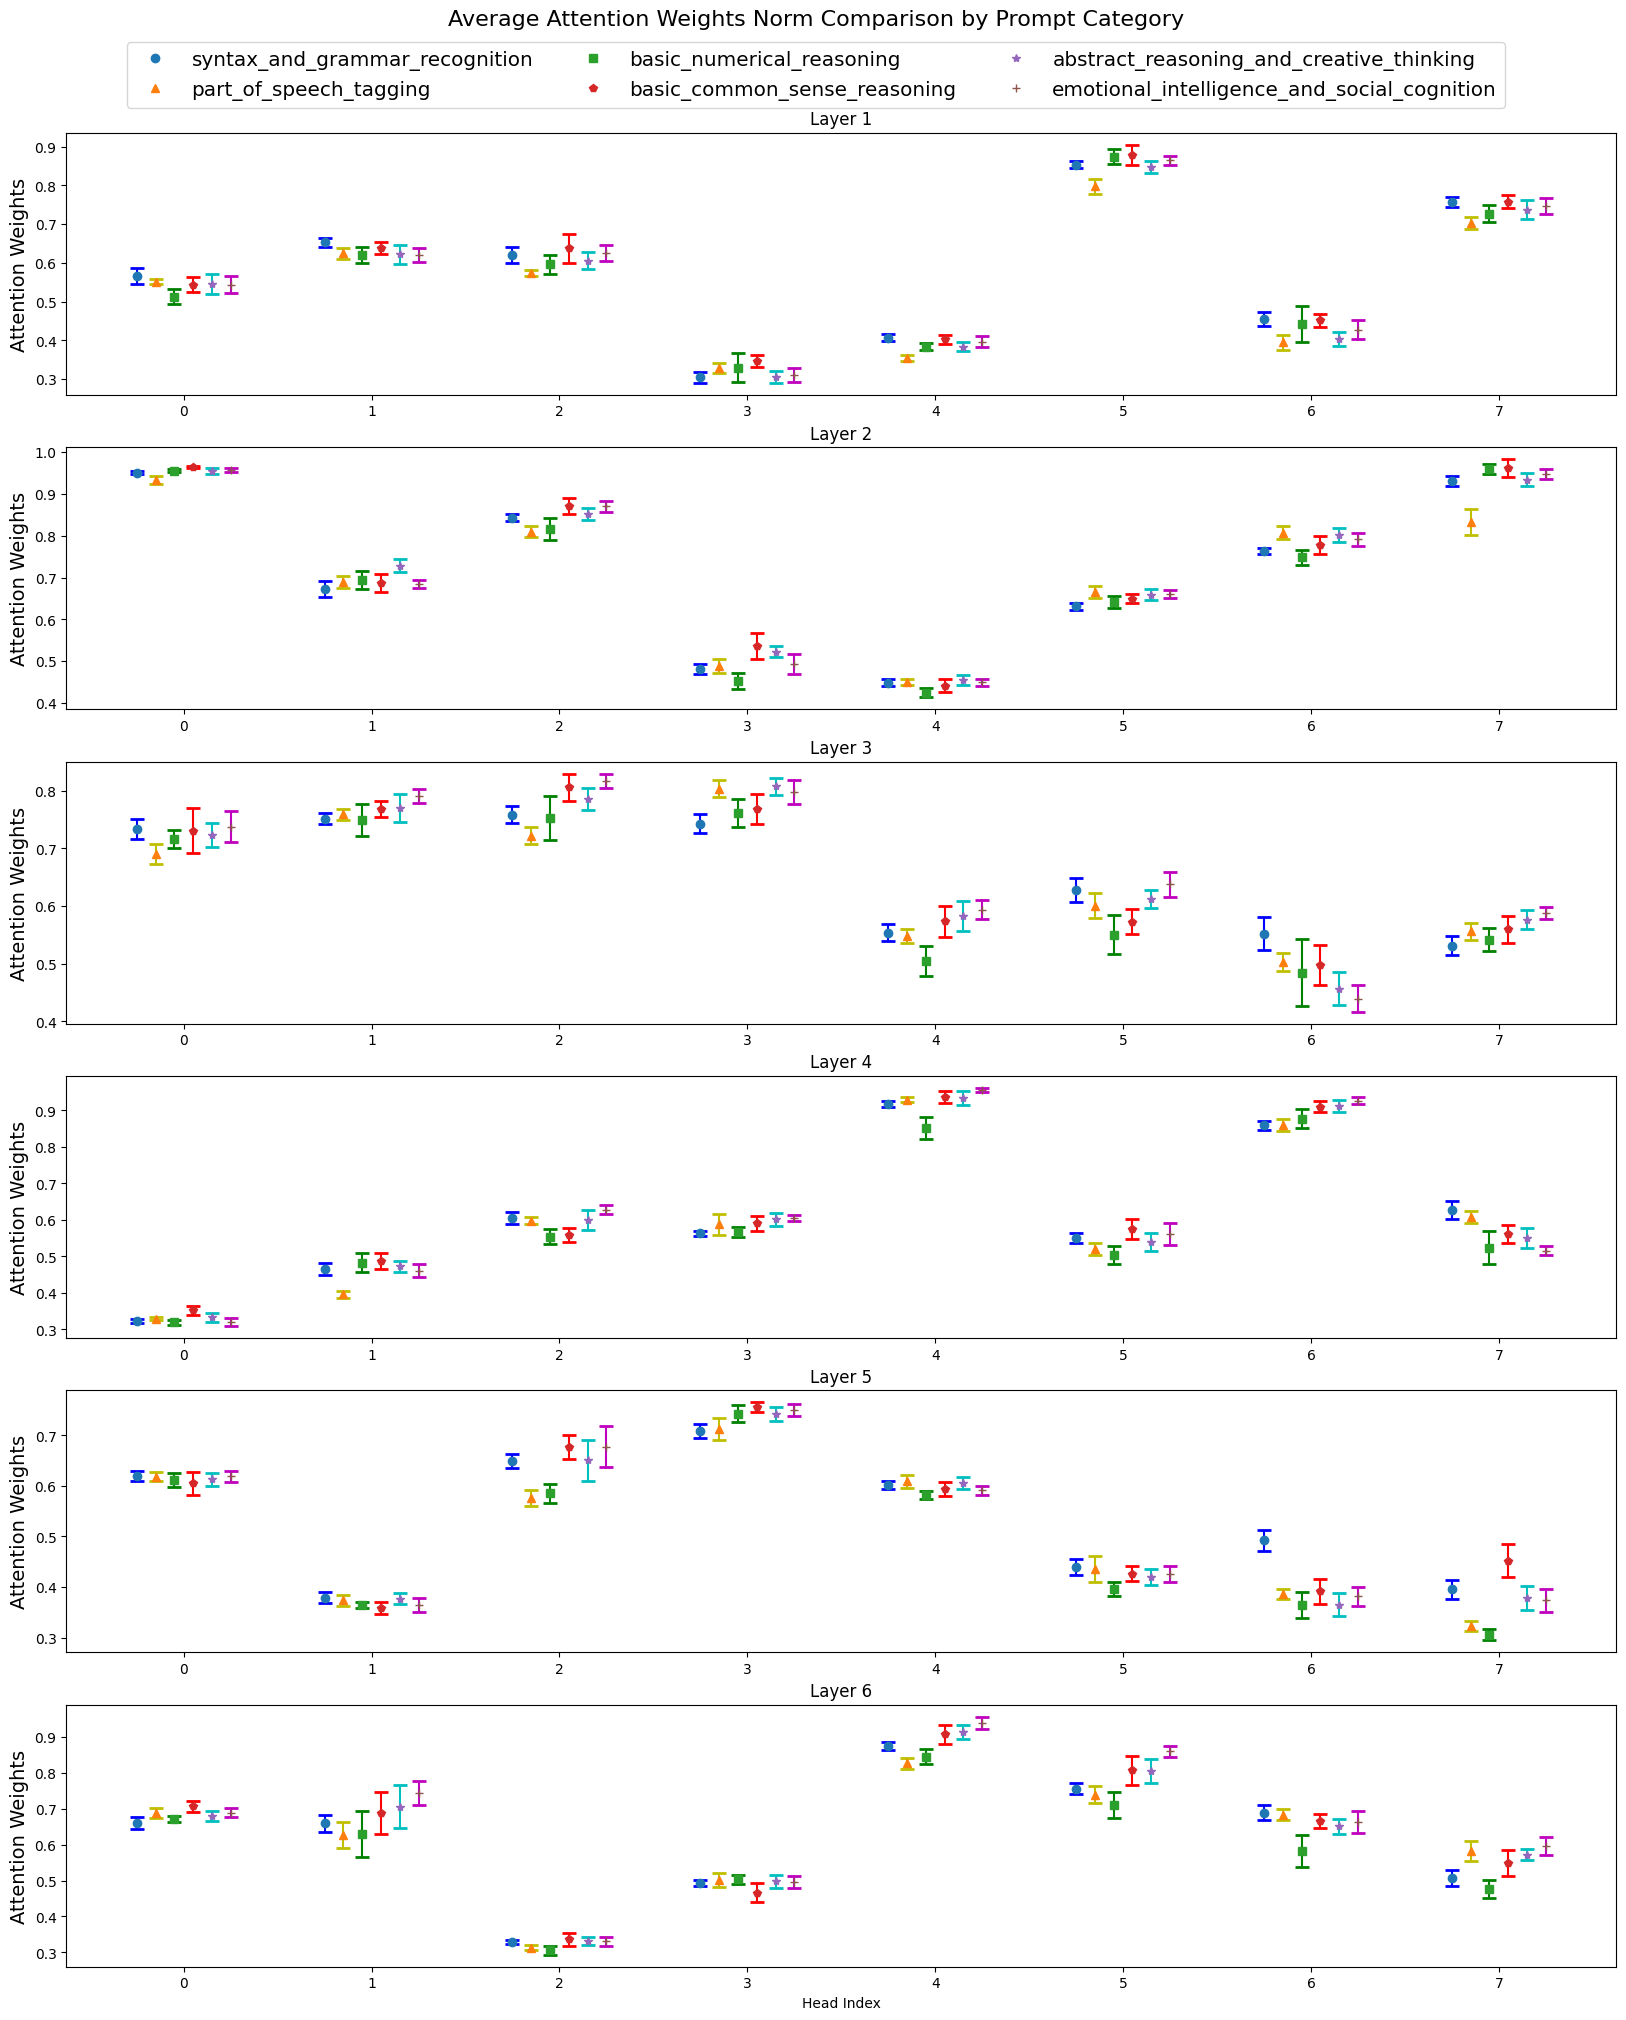 Average Attention Weights Norm Comparison by Prompt Category
syntax_and_grammar_recognition basic_numerical_reasoning abstract_reasoning_and_creative_thinking
part_of_speech_tagging basic_common_sense_reasoning emotional_intelligence_and_social_cognition
Layer 1
Attention Weights
0.9
0.8
0.7
0.6
0.5
0.4
0.3
0 1 2 3 4 5 6 7
Layer 2
Attention Weights
1.0
0.9
0.8
0.7
0.6
0.5
0.4
0 1 2 3 4 5 6 7
Layer 3
Attention Weights
0.8
0.7
0.6
0.5
0.4
0 1 2 3 4 5 6 7
Layer 4
Attention Weights
0.9
0.8
0.7
0.6
0.5
0.4
0.3
0 1 2 3 4 5 6 7
Layer 5
Attention Weights
0.7
0.6
0.5
0.4
0.3
0 1 2 3 4 5 6 7
Layer 6
Attention Weights
0.9
0.8
0.7
0.6
0.5
0.4
0.3
0 1 2 3 4 5 6 7
Head Index